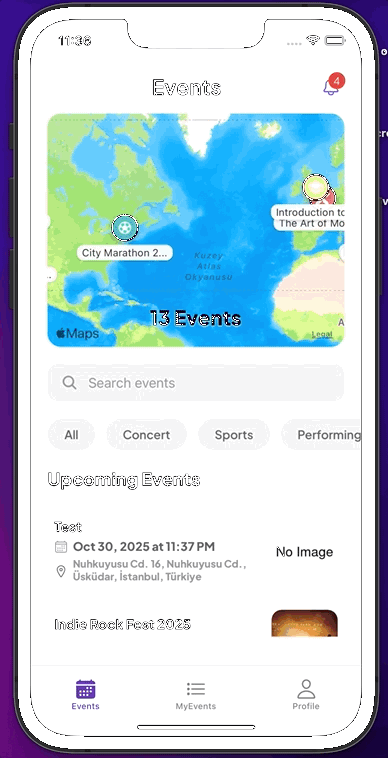 11:36
Events
4
Introduction to
The Art of Mo
City Marathon 2...
Kuzey
Atlas
Okyanusu
13 Events
Maps
Legal
A
Search events
All
Concert
Sports
Performing
Upcoming Events
Test
Oct 30, 2025 at 11:37 PM
No Image
Nuhkuyusu Cd. 16, Nuhkuyusu Cd.,
Üsküdar, İstanbul, Türkiye
Indie Rock Fest 2025
Events
MyEvents
Profile